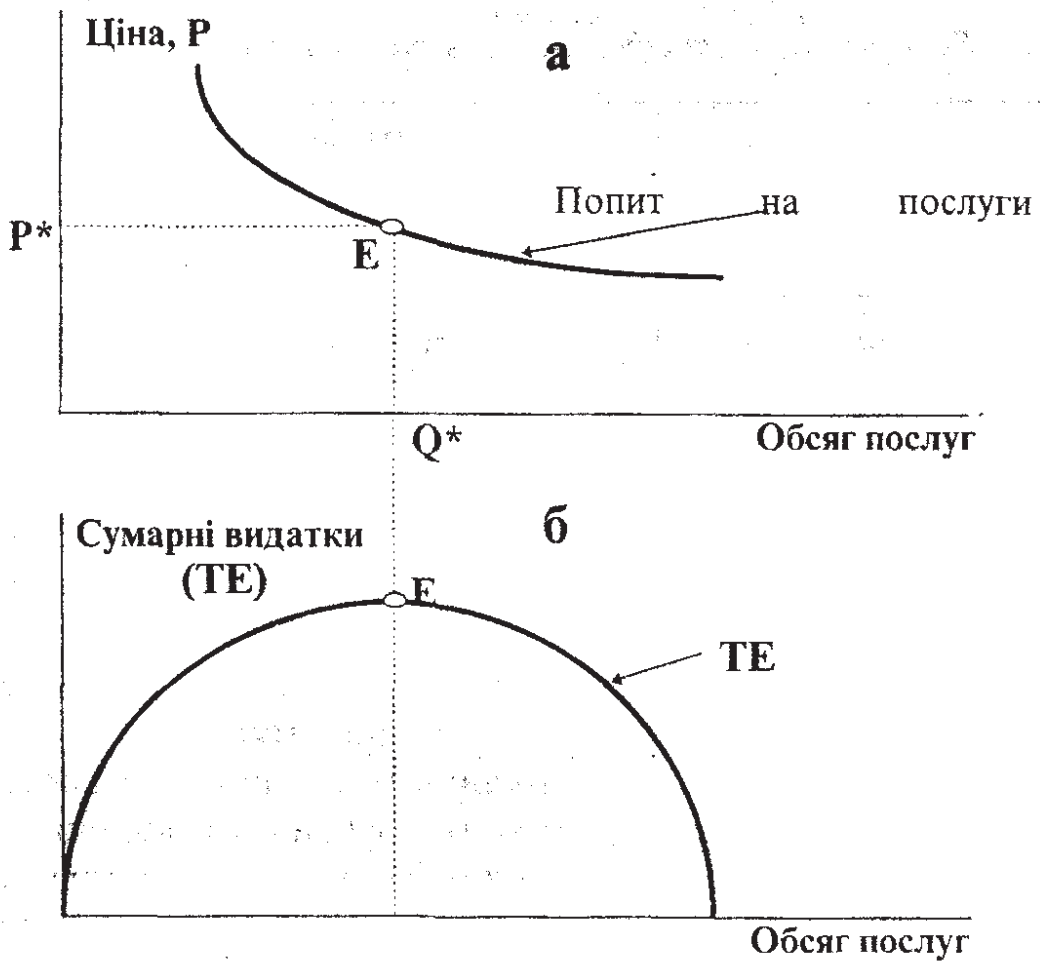 Ціна, P
а
Попит на послуги
P*
E
Q*
Обсяг послуг
Сумарні видатки
(TE)
б
E
TE
Обсяг послуг